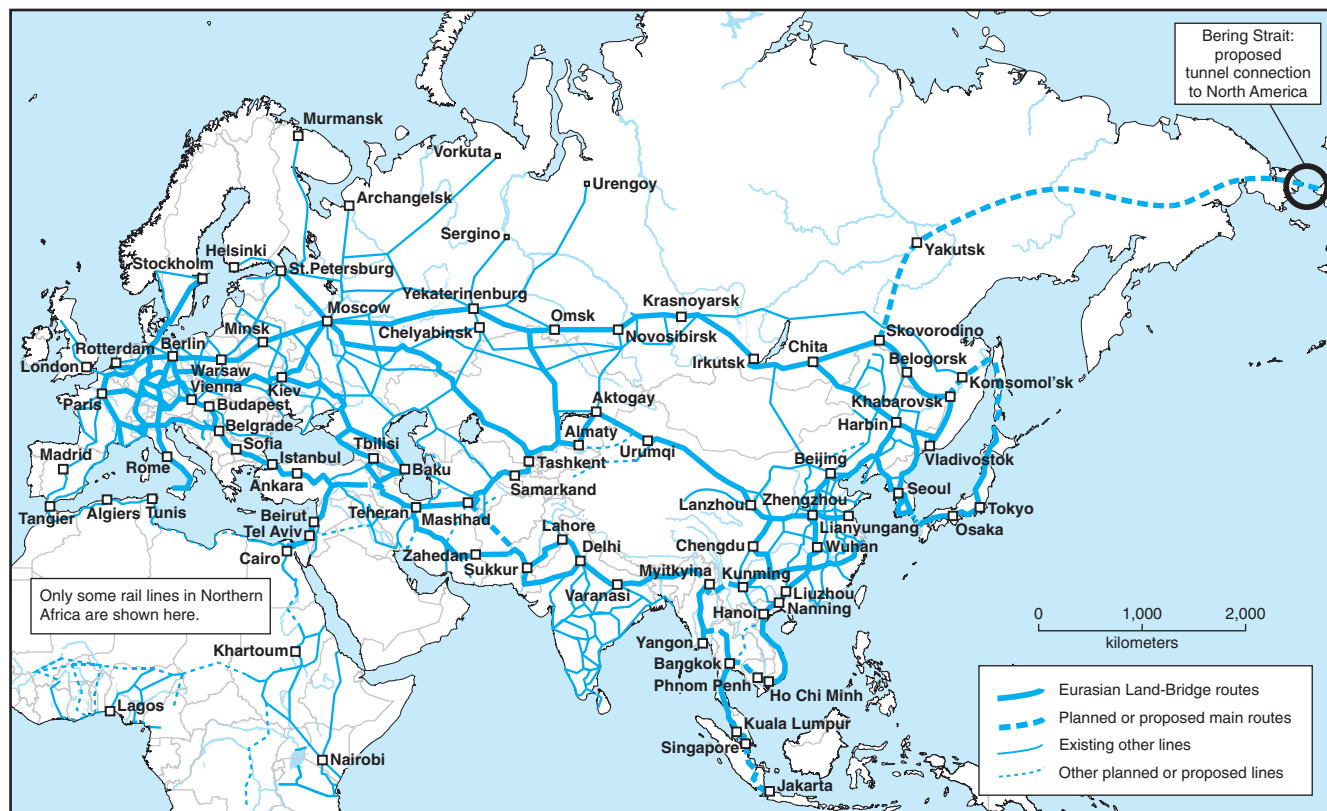 Bering Strait:
proposed
tunnel connection
to North America
Murmansk
Vorkuta
Urengoy
Archangelsk
Sergino
Yakutsk
Helsinki
Stockholm
St.Petersburg
Yekaterinenburg
Krasnoyarsk
Moscow
Omsk
Skovorodino
Minsk
Chelyabinsk
Novosibirsk
Berlin
Chita
Rotterdam
Belogorsk
Irkutsk
London
Warsaw
Komsomol'sk
Vienna
Kiev
Paris
Budapest
Aktogay
Khabarovsk
Belgrade
Harbin
Almaty
Sofia
Tbilisi
Urumqi
Madrid
Istanbul
Vladivostok
Rome
Beijing
Tashkent
Baku
Ankara
Samarkand
Seoul
Lanzhou
Zhengzhou
Tangier
Algiers
Tunis
Beirut
Teheran
Mashhad
Tokyo
Lianyungang
Osaka
Tel Aviv
Lahore
Chengdu
Wuhan
Cairo
Zahedan
Delhi
Sukkur
Myitkyina
Kunming
Varanasi
Liuzhou
Only some rail lines in Northern
Africa are shown here.
Hanoi
Nanning
0
1,000
2,000
kilometers
Yangon
Khartoum
Bangkok
Phnom Penh
Ho Chi Minh
Lagos
Kuala Lumpur
Singapore
Nairobi
Jakarta
Eurasian Land-Bridge routes
Planned or proposed main routes
Existing other lines
Other planned or proposed lines